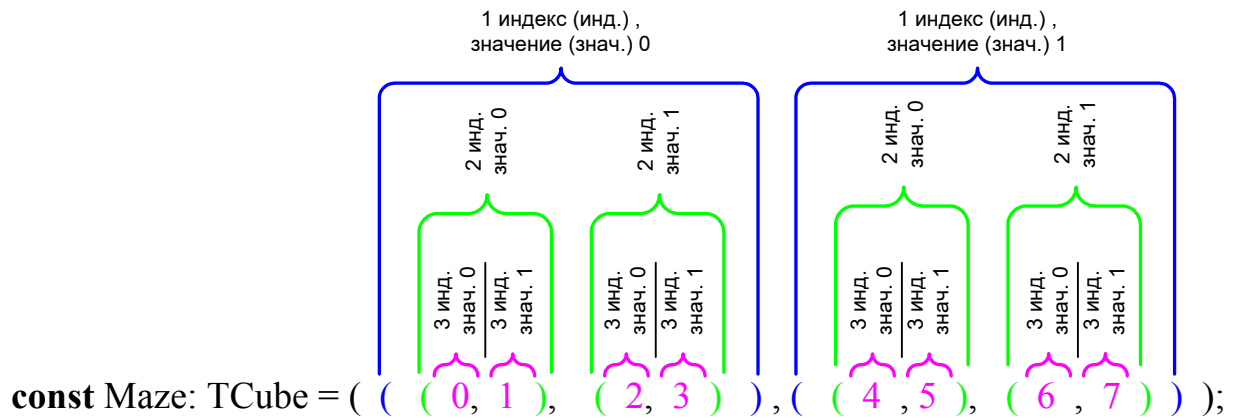 1 индекс (инд.) ,
значение (знач.) 0
1 индекс (инд.) ,
значение (знач.) 1
2 инд.
знач. 0
2 инд.
знач. 1
2 инд.
знач. 0
2 инд.
знач. 1
3 инд.
знач. 0
3 инд.
знач. 1
3 инд.
знач. 0
3 инд.
знач. 1
3 инд.
знач. 0
3 инд.
знач. 1
3 инд.
знач. 0
3 инд.
знач. 1
const Maze: TCube = ( ( ( 0, 1 ), ( 2, 3 ) ) , ( ( 4 , 5 ), ( 6 , 7 ) ) );